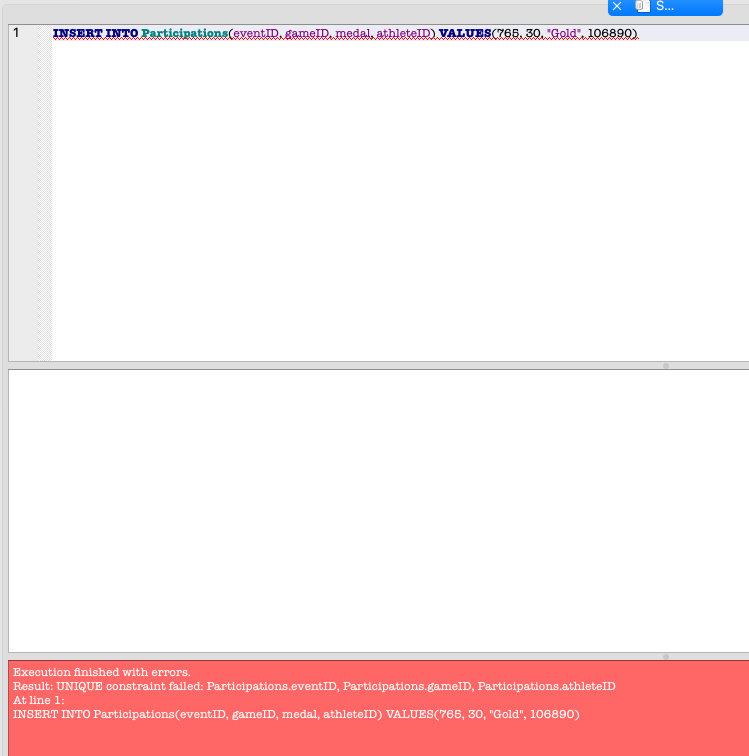 S...
1
INSERT INTO Participations(eventID, gameID, medal, athleteID) VALUES(765, 30, "Gold", 106890)
Execution finished with errors.
Result: UNIQUE constraint failed: Participations.eventID, Participations.gameID, Participations.athleteID
At line 1:
INSERT INTO Participations(eventID, gameID, medal, athleteID) VALUES(765, 30, "Gold", 106890)